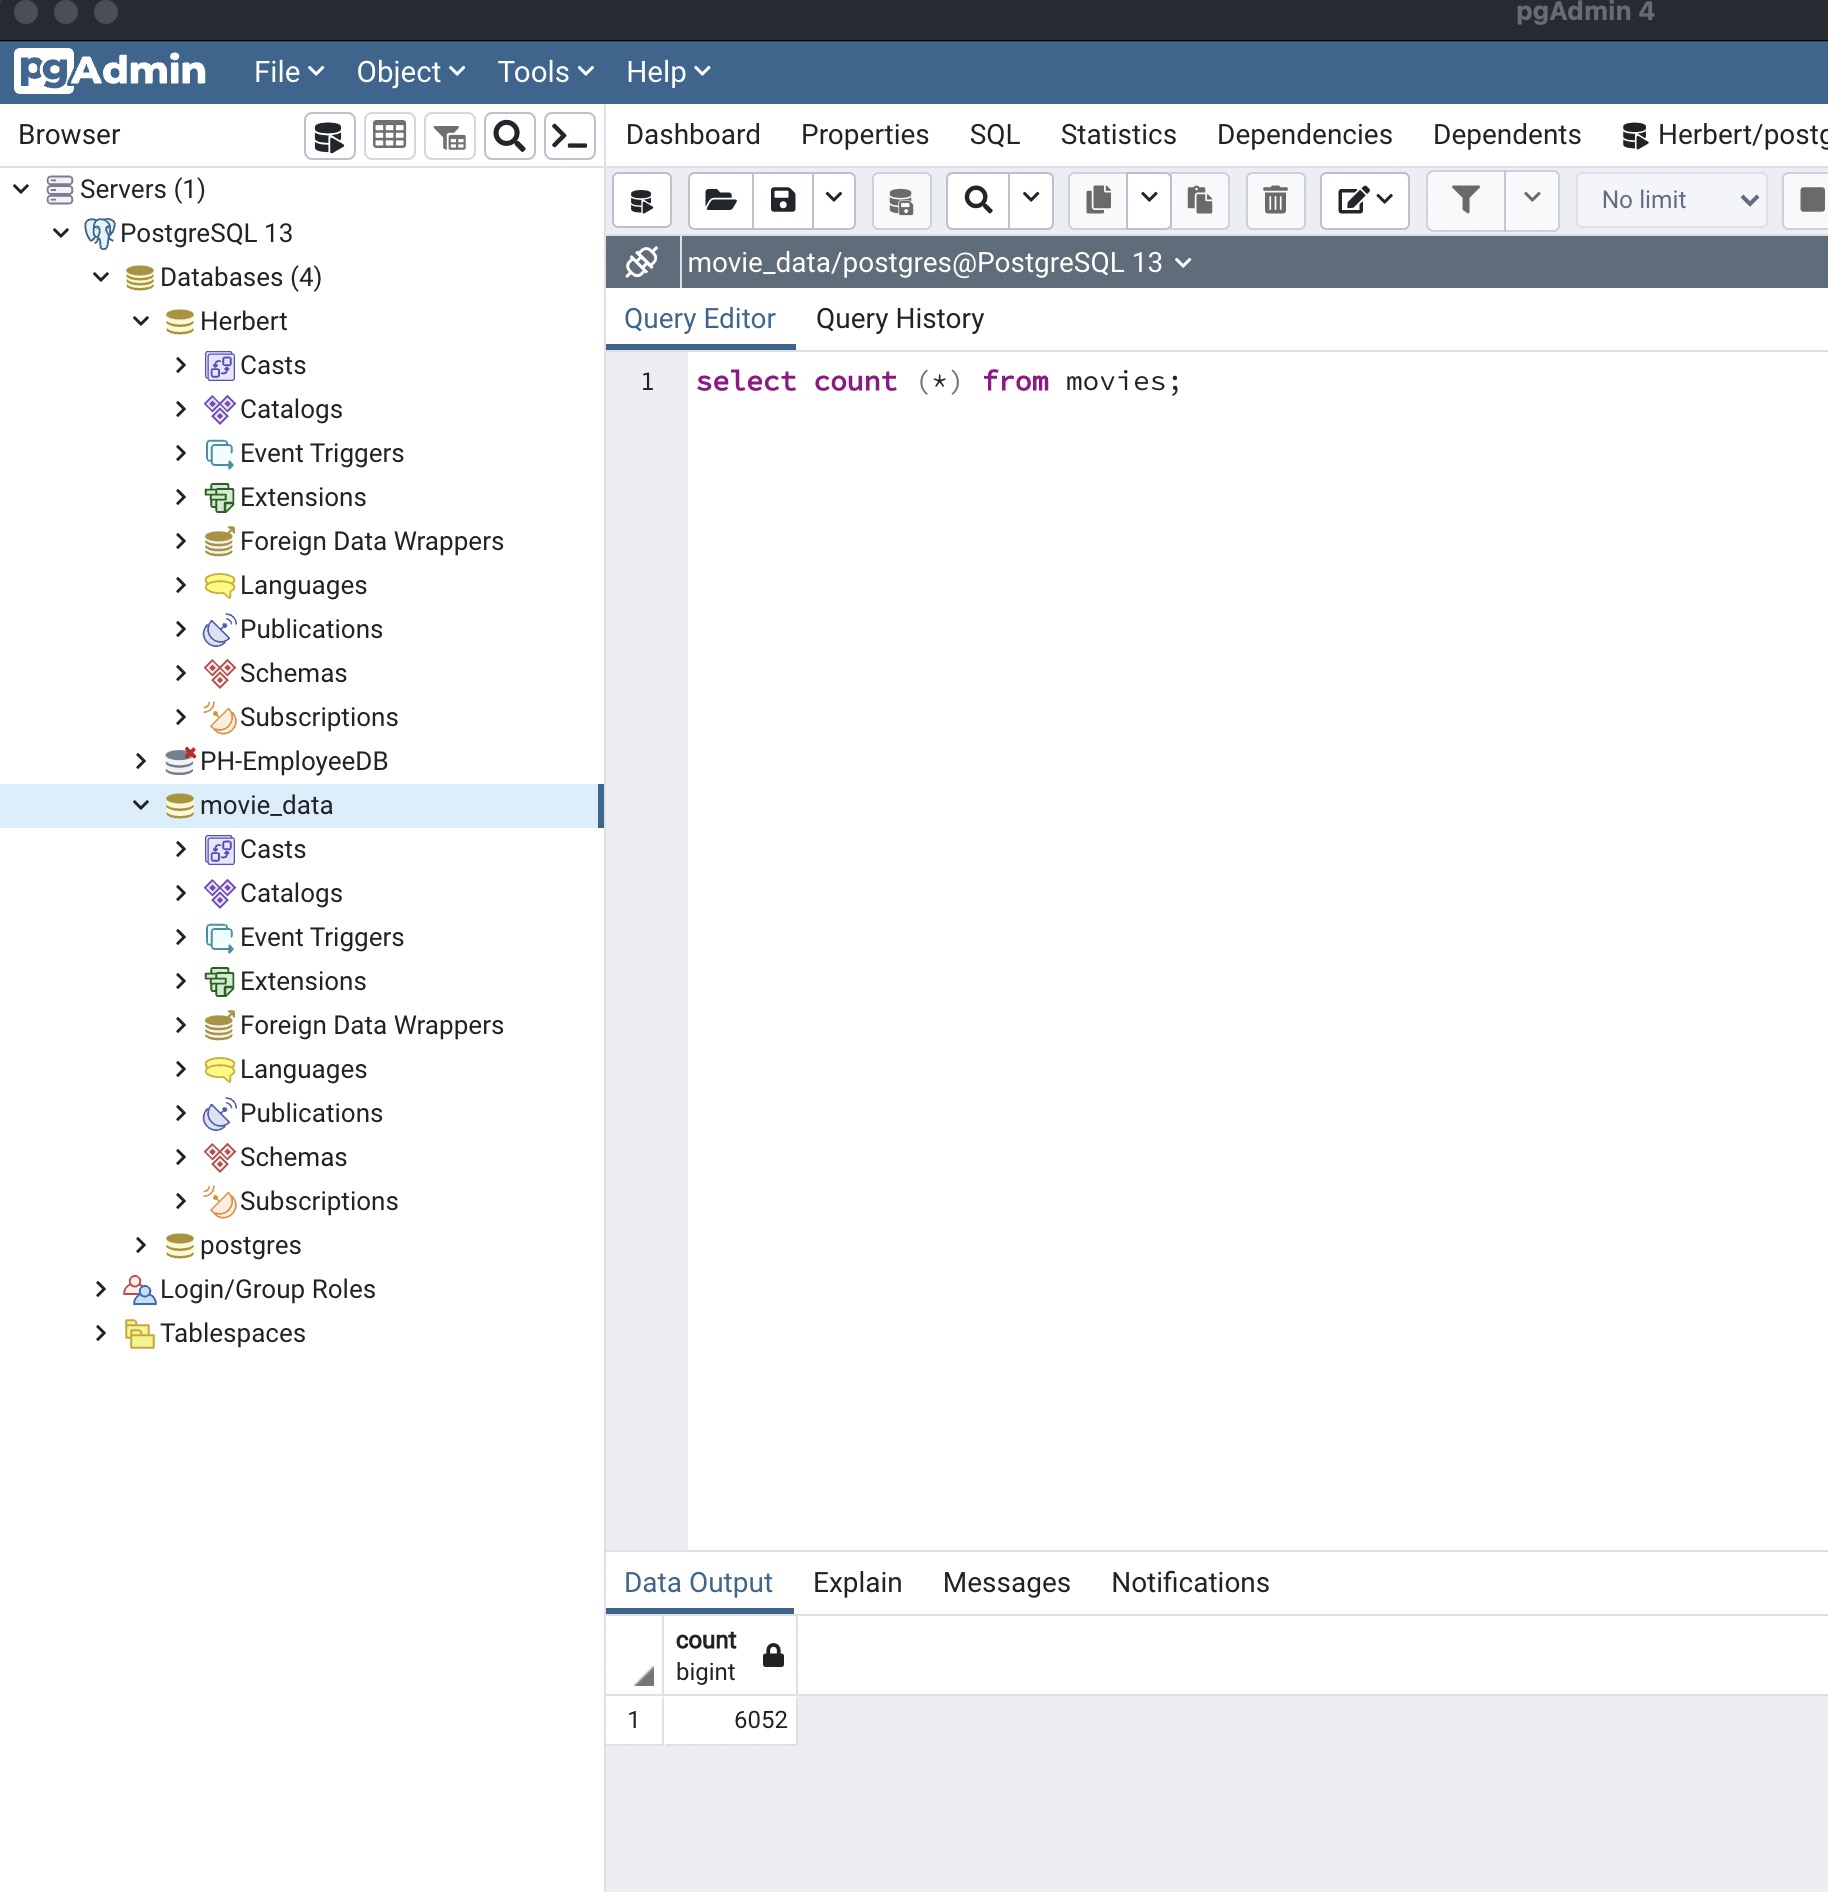 pgAdmin 4
pgAdmin File Object Tools Help
Browser
Dashboard Properties SQL Statistics Dependencies Dependents
Servers (1)
PostgreSQL 13
Databases (4)
Herbert
Casts
Catalogs
Event Triggers
Extensions
Foreign Data Wrappers
Languages
Publications
Schemas
Subscriptions
PH-EmployeeDB
movie_data
Casts
Catalogs
Event Triggers
Extensions
Foreign Data Wrappers
Languages
Publications
Schemas
Subscriptions
postgres
Login/Group Roles
Tablespaces
Herbert/postg
No limit
movie_data/postgres@PostgreSQL 13
Query Editor Query History
1 select count (*) from movies;
Data Output Explain Messages Notifications
count
bigint
1 6052